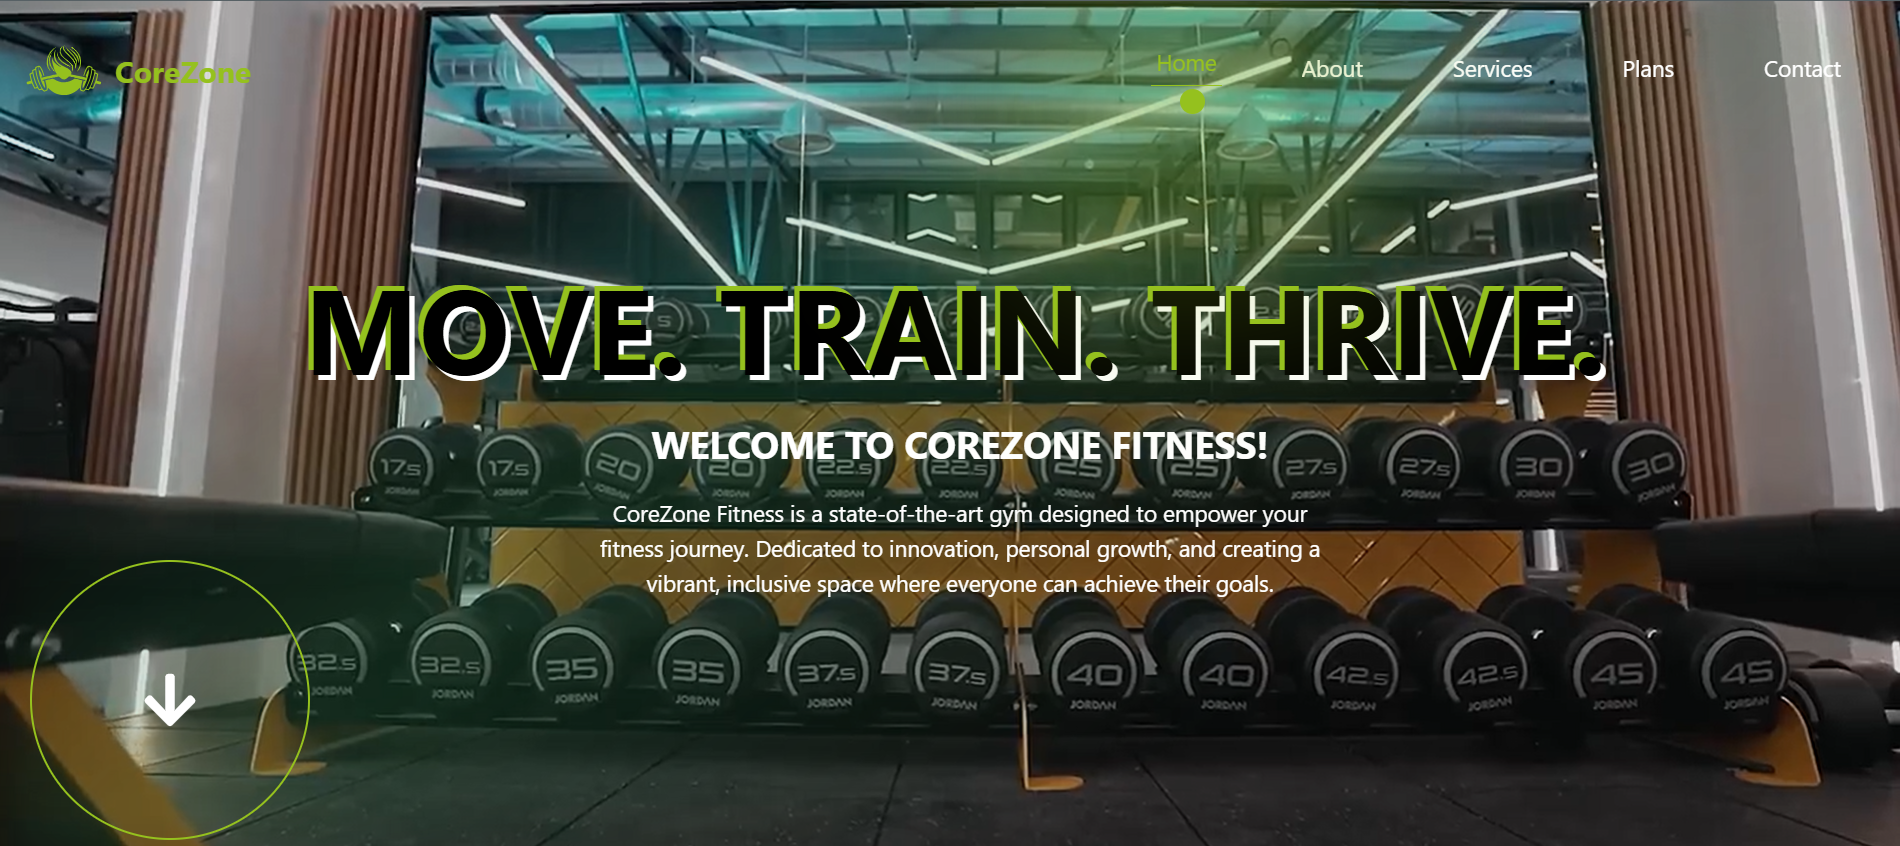 CoreZone
Home
About
Services
Plans
Contact
MOVE. TRAIN. THRIVE.
WELCOME TO COREZONE FITNESS!
CoreZone Fitness is a state-of-the-art gym designed to empower your
fitness journey. Dedicated to innovation, personal growth, and creating a
vibrant, inclusive space where everyone can achieve their goals.
17.5 17.5 20 20 22.5 22.5 25 25 27.5 27.5 30 30
JORDAN JORDAN JORDAN JORDAN JORDAN JORDAN JORDAN JORDAN JORDAN JORDAN JORDAN JORDAN
32.5 32.5 35 35 37.5 37.5 40 40 42.5 42.5 45 45
JORDAN JORDAN JORDAN JORDAN JORDAN JORDAN JORDAN JORDAN JORDAN JORDAN JORDAN JORDAN